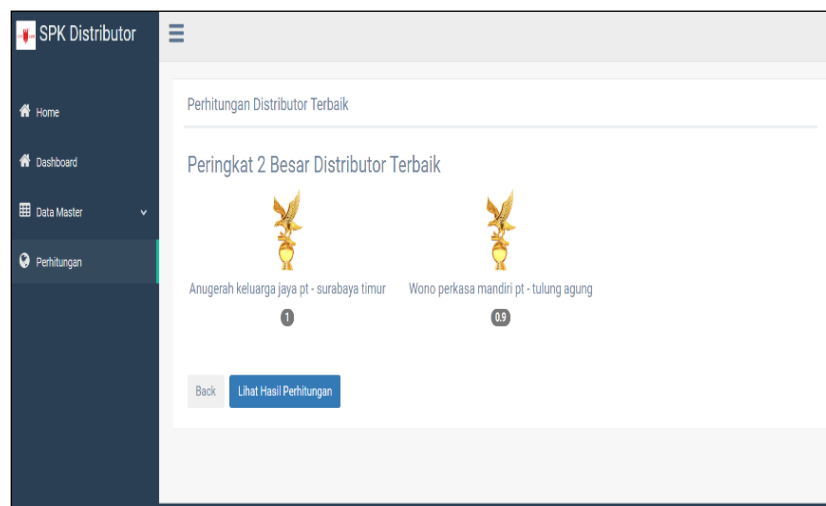 SPK Distributor
Home
Dashboard
Data Master
Perhitungan
Perhitungan Distributor Terbaik
Peringkat 2 Besar Distributor Terbaik
Anugerah keluarga jaya pt - surabaya timur
1
Wono perkasa mandiri pt - tulung agung
0.9
Back
Lihat Hasil Perhitungan